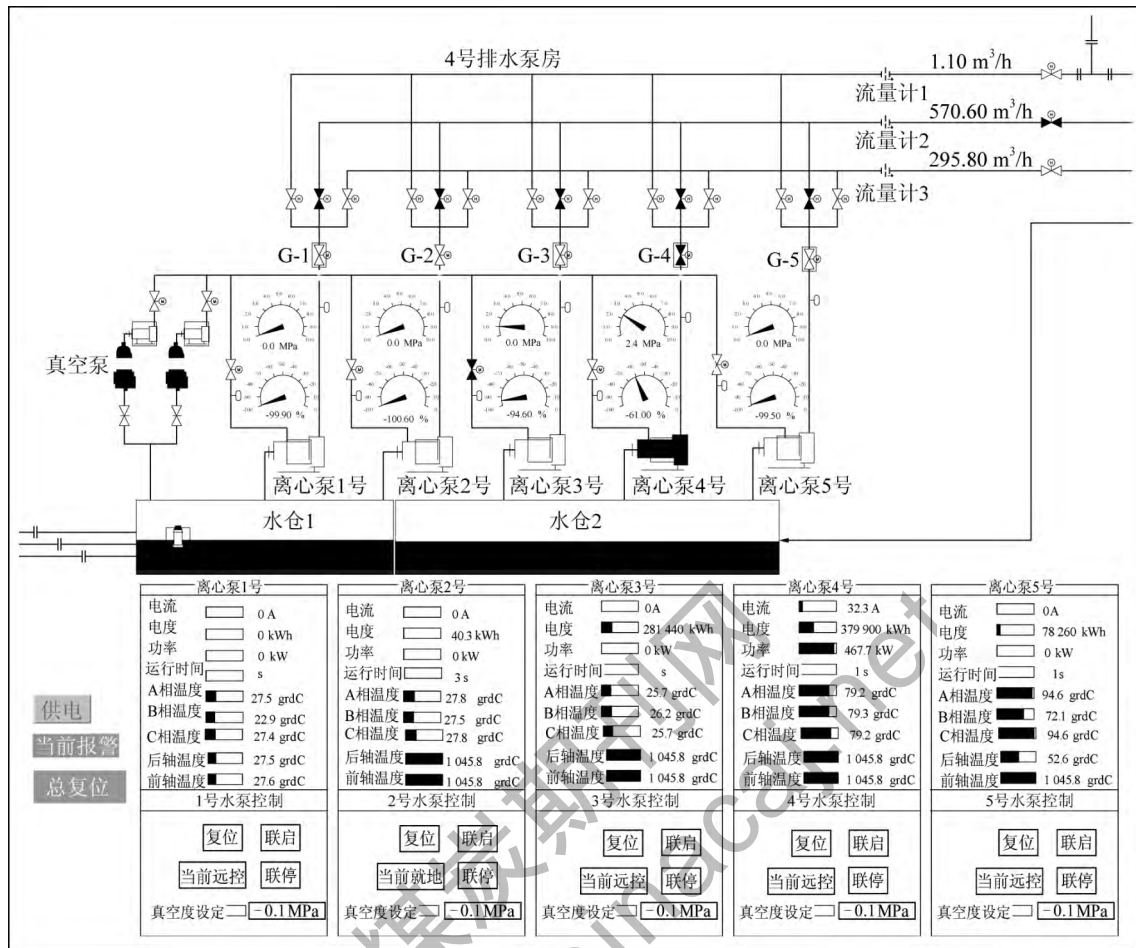 4号排水泵房
1.10 m³/h
流量计1
570.60 m³/h
流量计2
295.80 m³/h
流量计3
G-1
G-2
G-3
G-4
G-5
真空泵
0.0 MPa
0.0 MPa
0.0 MPa
2.4 MPa
0.0 MPa
-99.90 %
-100.60 %
-94.60 %
-61.00 %
-99.50 %
离心泵1号
离心泵2号
离心泵3号
离心泵4号
离心泵5号
水仓1
水仓2
供电
当前报警
总复位
离心泵1号
电流 0 A
电度 0 kWh
功率 0 kW
运行时间 s
A相温度 27.5 grdC
B相温度 22.9 grdC
C相温度 27.4 grdC
后轴温度 27.5 grdC
前轴温度 27.6 grdC
1号水泵控制
复位 联启
当前远控 联停
真空度设定 -0.1MPa
离心泵2号
电流 0 A
电度 40.3 kWh
功率 0 kW
运行时间 3 s
A相温度 27.8 grdC
B相温度 27.5 grdC
C相温度 27.8 grdC
后轴温度 1 045.8 grdC
前轴温度 1 045.8 grdC
2号水泵控制
复位 联启
当前就地 联停
真空度设定 -0.1MPa
离心泵3号
电流 0A
电度 281 440 kWh
功率 0 kW
运行时间 s
A相温度 25.7 grdC
B相温度 26.2 grdC
C相温度 25.7 grdC
后轴温度 1 045.8 grdC
前轴温度 1 045.8 grdC
3号水泵控制
复位 联启
当前远控 联停
真空度设定 -0.1MPa
离心泵4号
电流 32.3 A
电度 379 900 kWh
功率 467.7 kW
运行时间 1 s
A相温度 79.2 grdC
B相温度 79.3 grdC
C相温度 79.2 grdC
后轴温度 1 045.8 grdC
前轴温度 1 045.8 grdC
4号水泵控制
复位 联启
当前远控 联停
真空度设定 -0.1MPa
离心泵5号
电流 0A
电度 78 260 kWh
功率 0 kW
运行时间 1s
A相温度 94.6 grdC
B相温度 72.1 grdC
C相温度 94.6 grdC
后轴温度 52.6 grdC
前轴温度 1 045.8 grdC
5号水泵控制
复位 联启
当前远控 联停
真空度设定 -0.1MPa
煤炭期刊网